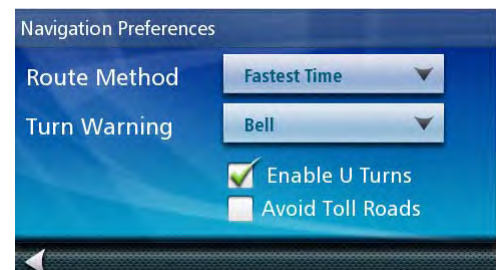 Navigation Preferences
Route Method Fastest Time
Turn Warning Bell
Enable U Turns
Avoid Toll Roads